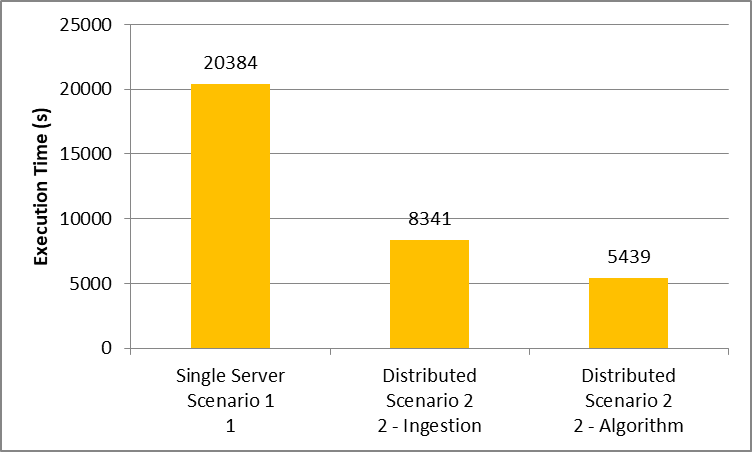 25000
20000
15000
10000
5000
0
Execution Time (s)
20384
8341
5439
Single Server
Scenario 1
1
Distributed
Scenario 2
2 - Ingestion
Distributed
Scenario 2
2 - Algorithm